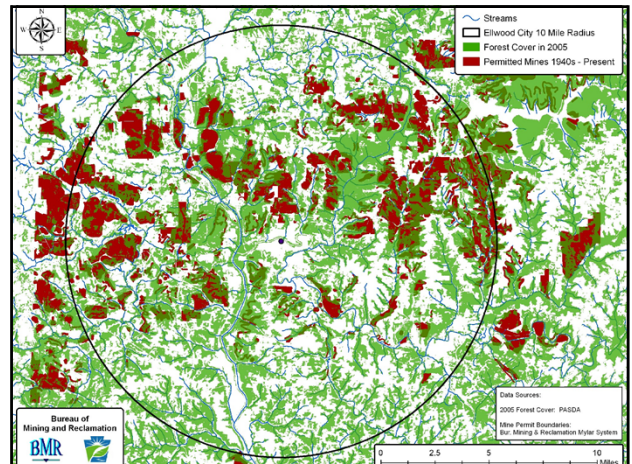 N
W
E
S
Streams
Ellwood City 10 Mile Radius
Forest Cover in 2005
Permitted Mines 1940s - Present
Bureau of
Mining and Reclamation
BMR
Data Sources:
2005 Forest Cover: PASDA
Mine Permit Boundaries:
Bur. Mining & Reclamation Mylar System
0 2.5 5 10
Miles